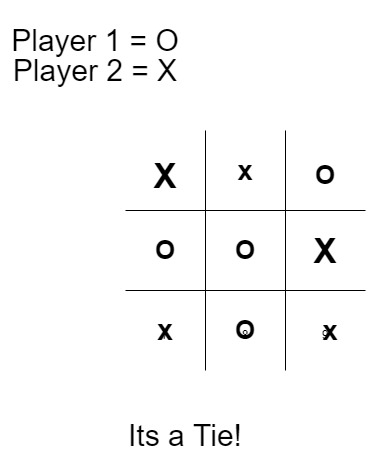 Player 1 = O
Player 2 = X
X x O
O O X
x O x
Its a Tie!